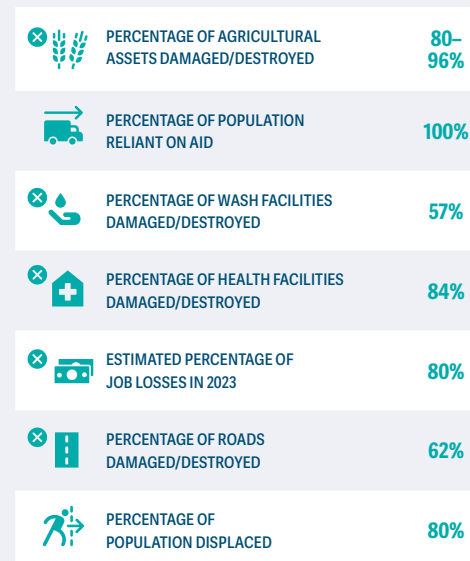 PERCENTAGE OF AGRICULTURAL
ASSETS DAMAGED/DESTROYED
80–
96%
PERCENTAGE OF POPULATION
RELIANT ON AID
100%
PERCENTAGE OF WASH FACILITIES
DAMAGED/DESTROYED
57%
PERCENTAGE OF HEALTH FACILITIES
DAMAGED/DESTROYED
84%
ESTIMATED PERCENTAGE OF
JOB LOSSES IN 2023
80%
PERCENTAGE OF ROADS
DAMAGED/DESTROYED
62%
PERCENTAGE OF
POPULATION DISPLACED
80%